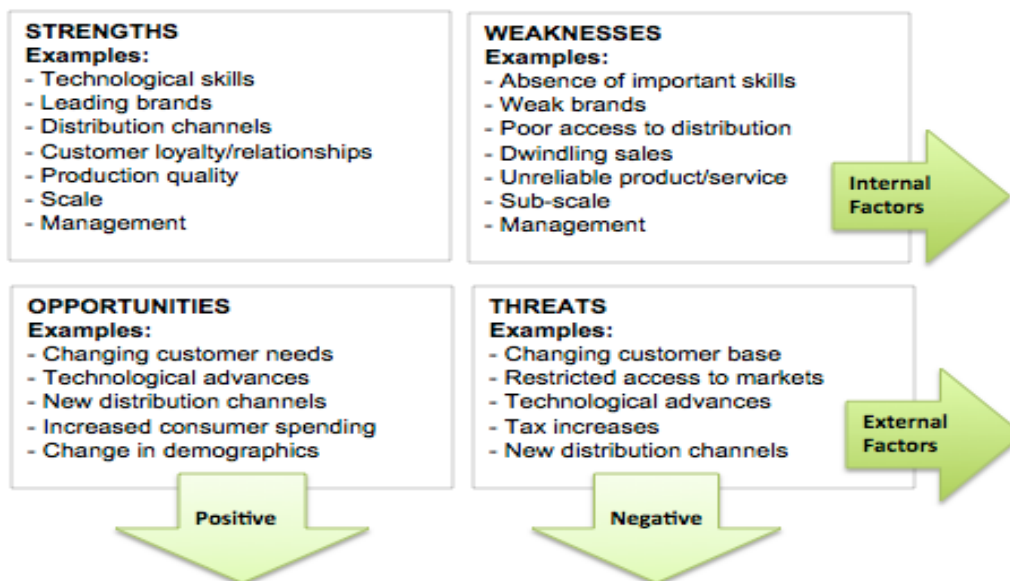 STRENGTHS
Examples:
- Technological skills
- Leading brands
- Distribution channels
- Customer loyalty/relationships
- Production quality
- Scale
- Management
WEAKNESSES
Examples:
- Absence of important skills
- Weak brands
- Poor access to distribution
- Dwindling sales
- Unreliable product/service
- Sub-scale
- Management
Internal
Factors
OPPORTUNITIES
Examples:
- Changing customer needs
- Technological advances
- New distribution channels
- Increased consumer spending
- Change in demographics
THREATS
Examples:
- Changing customer base
- Restricted access to markets
- Technological advances
- Tax increases
- New distribution channels
External
Factors
Positive
Negative